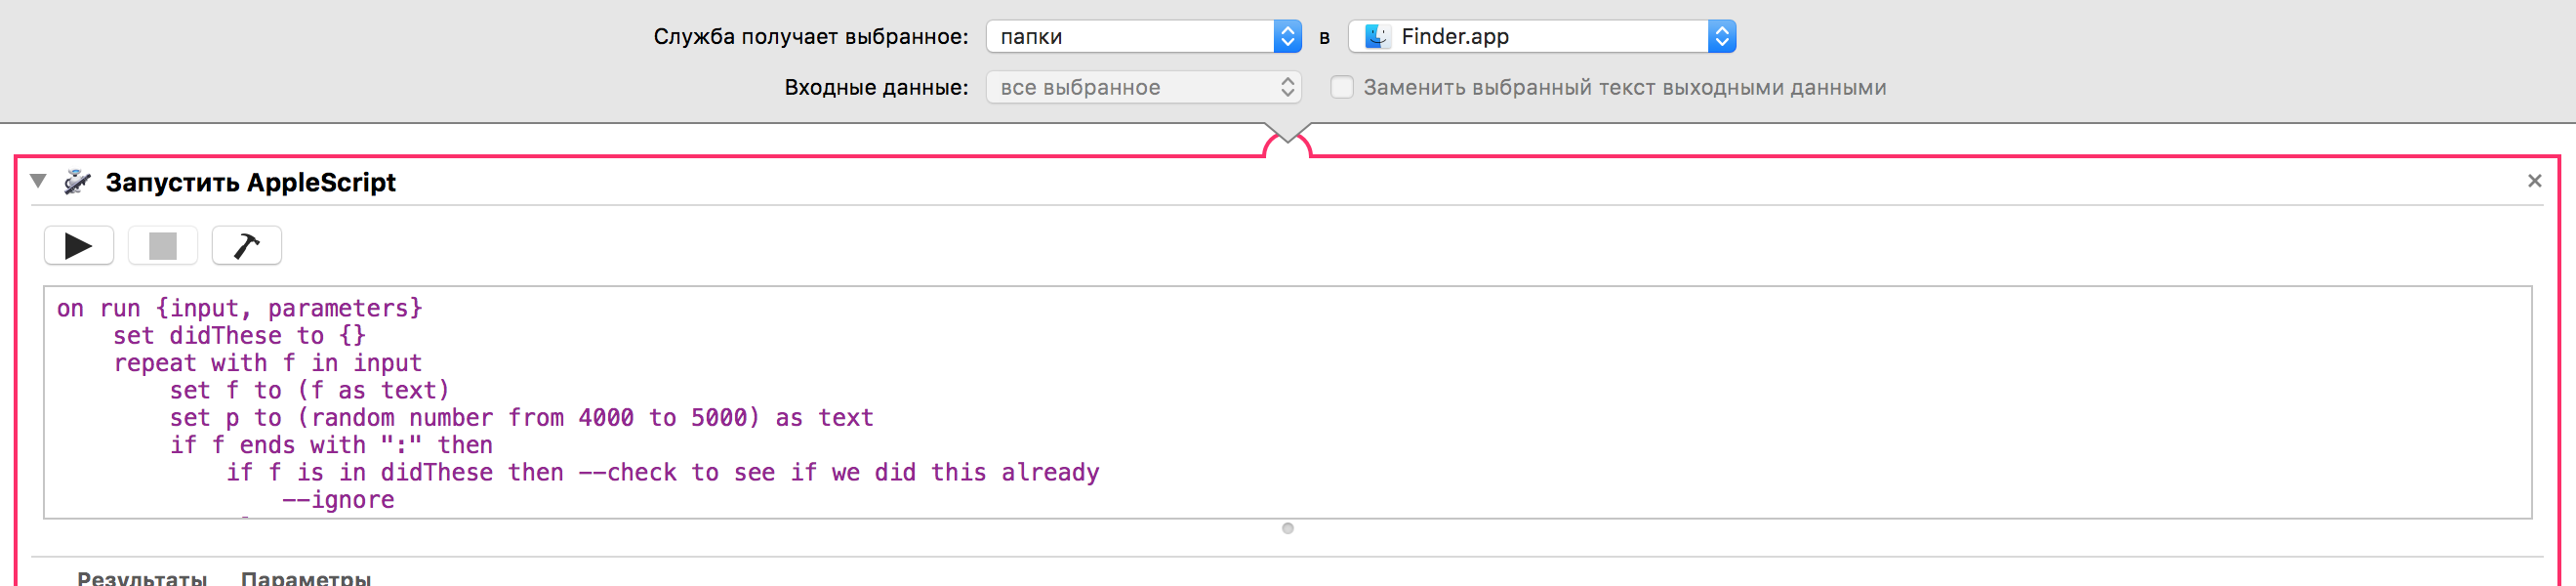 Служба получает выбранное: папки в Finder.app
Входные данные: все выбранное Заменить выбранный текст выходными данными
Запустить AppleScript
on run {input, parameters}
set didThese to {}
repeat with f in input
set f to (f as text)
set p to (random number from 4000 to 5000) as text
if f ends with ":" then
if f is in didThese then --check to see if we did this already
--ignore
Результаты Параметры